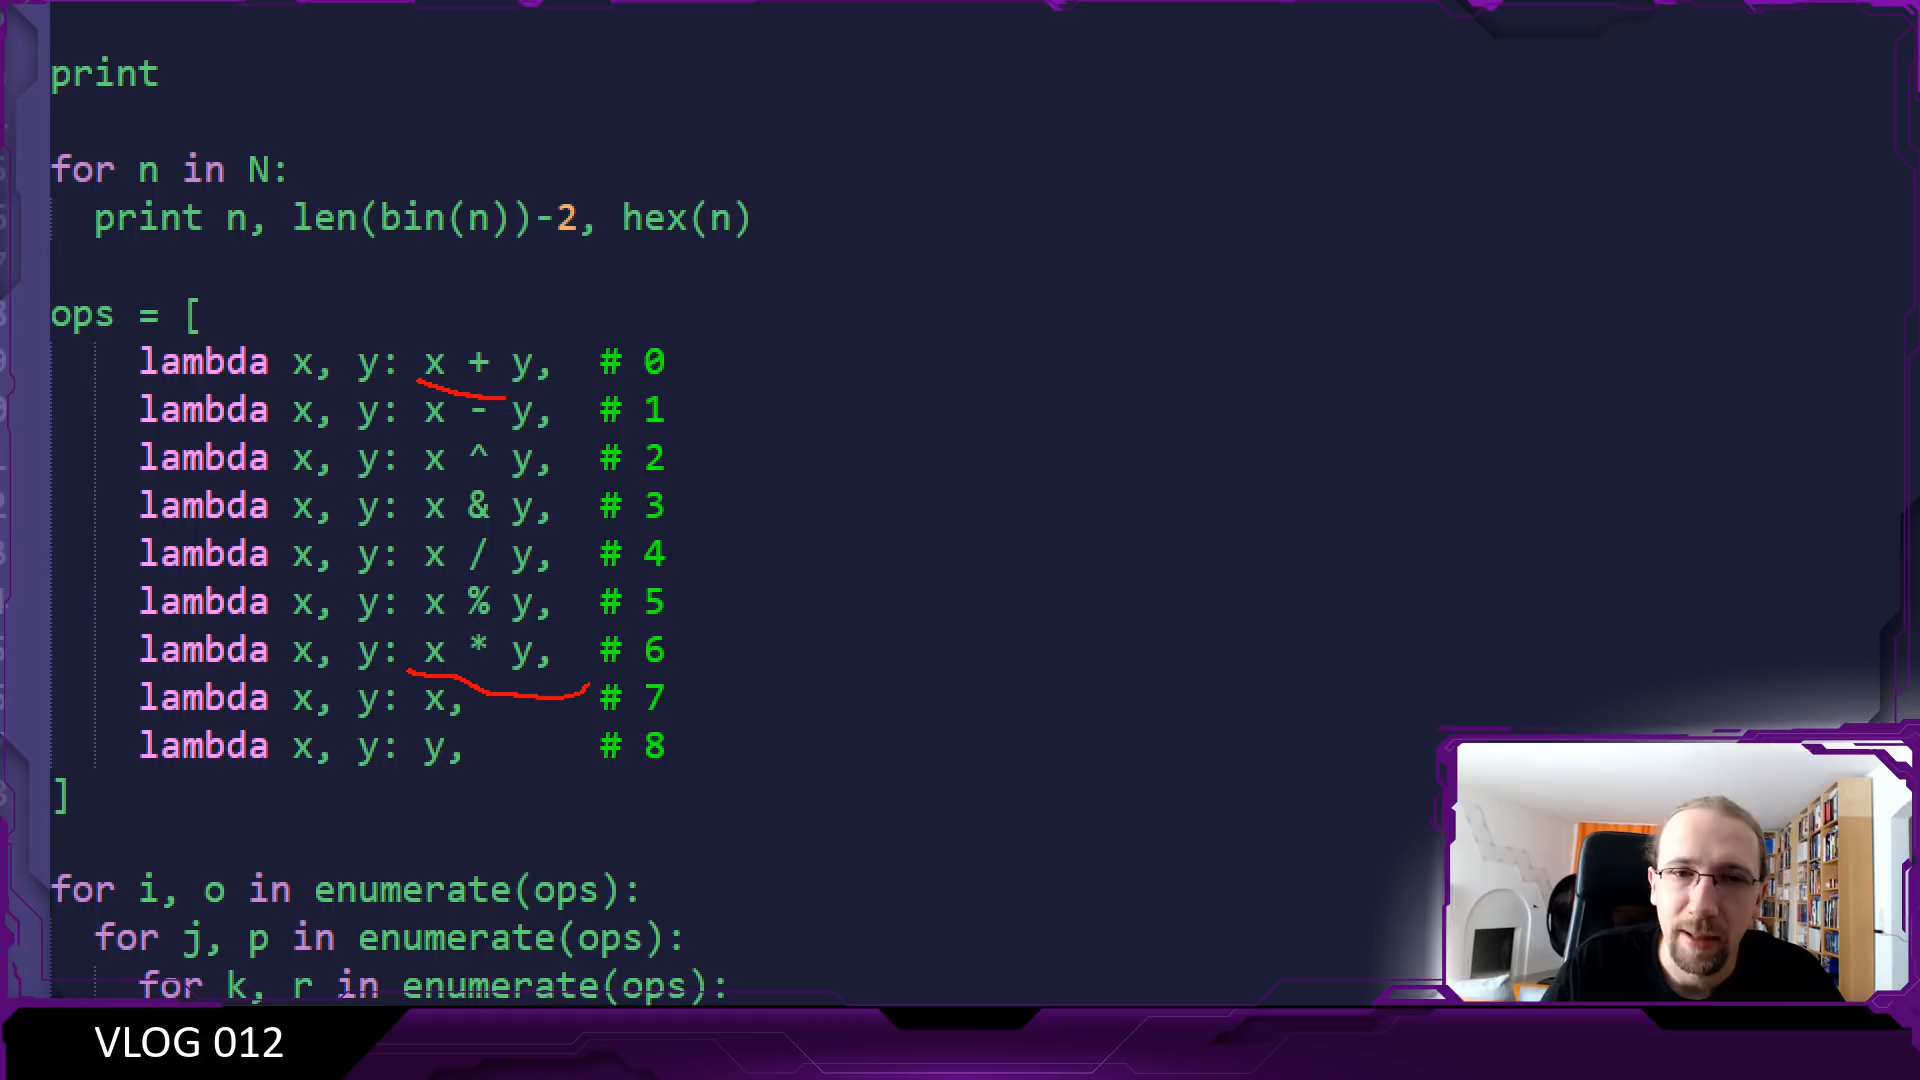 print
for n in N:
print n, len(bin(n))-2, hex(n)
ops = [
lambda x, y: x + y, # 0
lambda x, y: x - y, # 1
lambda x, y: x ^ y, # 2
lambda x, y: x & y, # 3
lambda x, y: x / y, # 4
lambda x, y: x % y, # 5
lambda x, y: x * y, # 6
lambda x, y: x, # 7
lambda x, y: y, # 8
]
for i, o in enumerate(ops):
for j, p in enumerate(ops):
for k, r in enumerate(ops):
VLOG 012